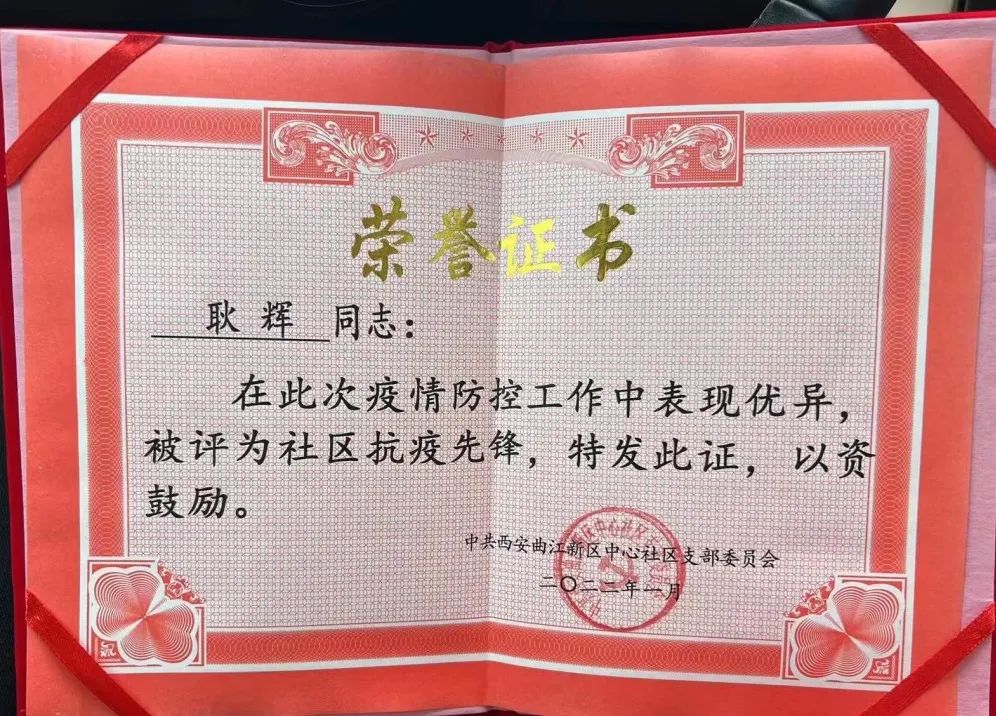 荣誉证书
耿辉 同志：
在此次疫情防控工作中表现优异，
被评为社区抗疫先锋，特发此证，以资
鼓励。
中共西安曲江新区中心社区支部委员会
二〇二二年一月